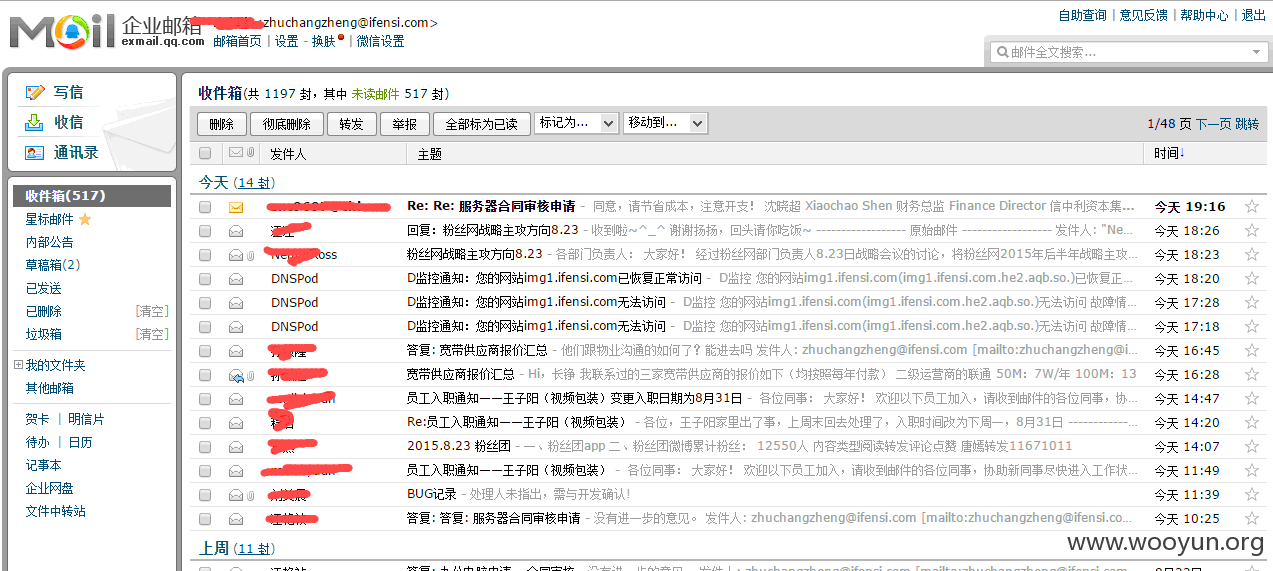 Mail 企业邮箱 zhuchangzheng@ifensi.com>
exmail.qq.com 邮箱首页 | 设置 - 换肤 | 微信设置
自助查询 | 意见反馈 | 帮助中心 | 退出
邮件全文搜索...
写信
收信
通讯录
收件箱(517)
星标邮件
内部公告
草稿箱(2)
已发送
已删除 [清空]
垃圾箱 [清空]
我的文件夹
其他邮箱
贺卡 | 明信片
待办 | 日历
记事本
企业网盘
文件中转站
收件箱(共 1197 封，其中 未读邮件 517 封)
删除 彻底删除 转发 举报 全部标为已读 标记为... 移动到... 1/48 页 下一页 跳转
发件人 主题 时间↓
今天 (14 封)
Re: Re: 服务器合同审核申请 - 同意，请节省成本，注意开支！ 沈晓超 Xiaochao Shen 财务总监 Finance Director 信中利资本集... 今天 19:16
回复：粉丝网战略主攻方向8.23 - 收到啦~^_^ 谢谢扬扬，回头请你吃饭~ ------------------ 原始邮件 ------------------ 发件人: "Ne... 今天 18:26
粉丝网战略主攻方向8.23 - 各部门负责人： 大家好！ 经过粉丝网部门负责人8.23日战略会议的讨论，将粉丝网2015年后半年战略主攻... 今天 18:23
DNSPod D监控通知：您的网站img1.ifensi.com已恢复正常访问 - D监控 您的网站img1.ifensi.com(img1.ifensi.com.he2.aqb.so.)已恢复正... 今天 18:20
DNSPod D监控通知：您的网站img1.ifensi.com无法访问 - D监控 您的网站img1.ifensi.com(img1.ifensi.com.he2.aqb.so.)无法访问 故障情... 今天 17:28
DNSPod D监控通知：您的网站img1.ifensi.com无法访问 - D监控 您的网站img1.ifensi.com(img1.ifensi.com.he2.aqb.so.)无法访问 故障情... 今天 17:18
答复: 宽带供应商报价汇总 - 他们跟物业沟通的如何了？能进去吗 发件人: zhuchangzheng@ifensi.com [mailto:zhuchangzheng@i... 今天 16:45
宽带供应商报价汇总 - Hi，长铮 我联系过的三家宽带供应商的报价如下（均按照每年付款） 二级运营商的联通 50M：7W/年 100M：13 今天 16:28
员工入职通知——王子阳（视频包装）变更入职日期为8月31日 - 各位同事： 大家好！ 欢迎以下员工加入，请收到邮件的各位同事，协... 今天 14:47
Re:员工入职通知——王子阳（视频包装） - 各位，王子阳家里出了事，上周末回去处理了，入职时间改为下周一，8月31日 ------------... 今天 14:20
2015.8.23 粉丝团 - 一、粉丝团app 二、粉丝团微博累计粉丝： 12550人 内容类型阅读转发评论点赞 唐嫣转发11671011 今天 14:07
员工入职通知——王子阳（视频包装） - 各位同事： 大家好！ 欢迎以下员工加入，请收到邮件的各位同事，协助新同事尽快进入工作状... 今天 11:49
BUG记录 - 处理人未指出，需与开发确认! 今天 11:39
答复: 答复: 服务器合同审核申请 - 没有进一步的意见。 发件人: zhuchangzheng@ifensi.com [mailto:zhuchangzheng@ifensi.co... 今天 10:25
上周 (11 封)
www.wooyun.org